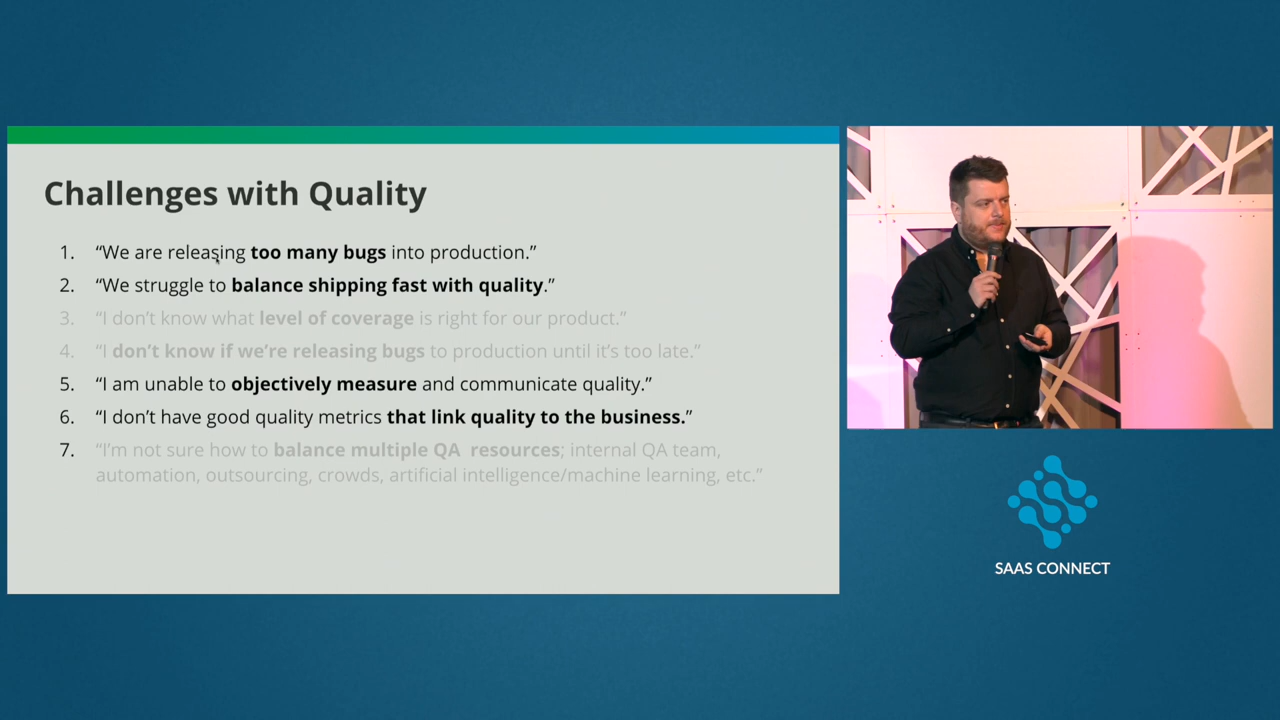 Challenges with Quality
1. “We are releasing too many bugs into production.”
2. “We struggle to balance shipping fast with quality.”
3. “I don’t know what level of coverage is right for our product.”
4. “I don’t know if we’re releasing bugs to production until it’s too late.”
5. “I am unable to objectively measure and communicate quality.”
6. “I don’t have good quality metrics that link quality to the business.”
7. “I’m not sure how to balance multiple QA resources; internal QA team,
automation, outsourcing, crowds, artificial intelligence/machine learning, etc.”
SAAS CONNECT